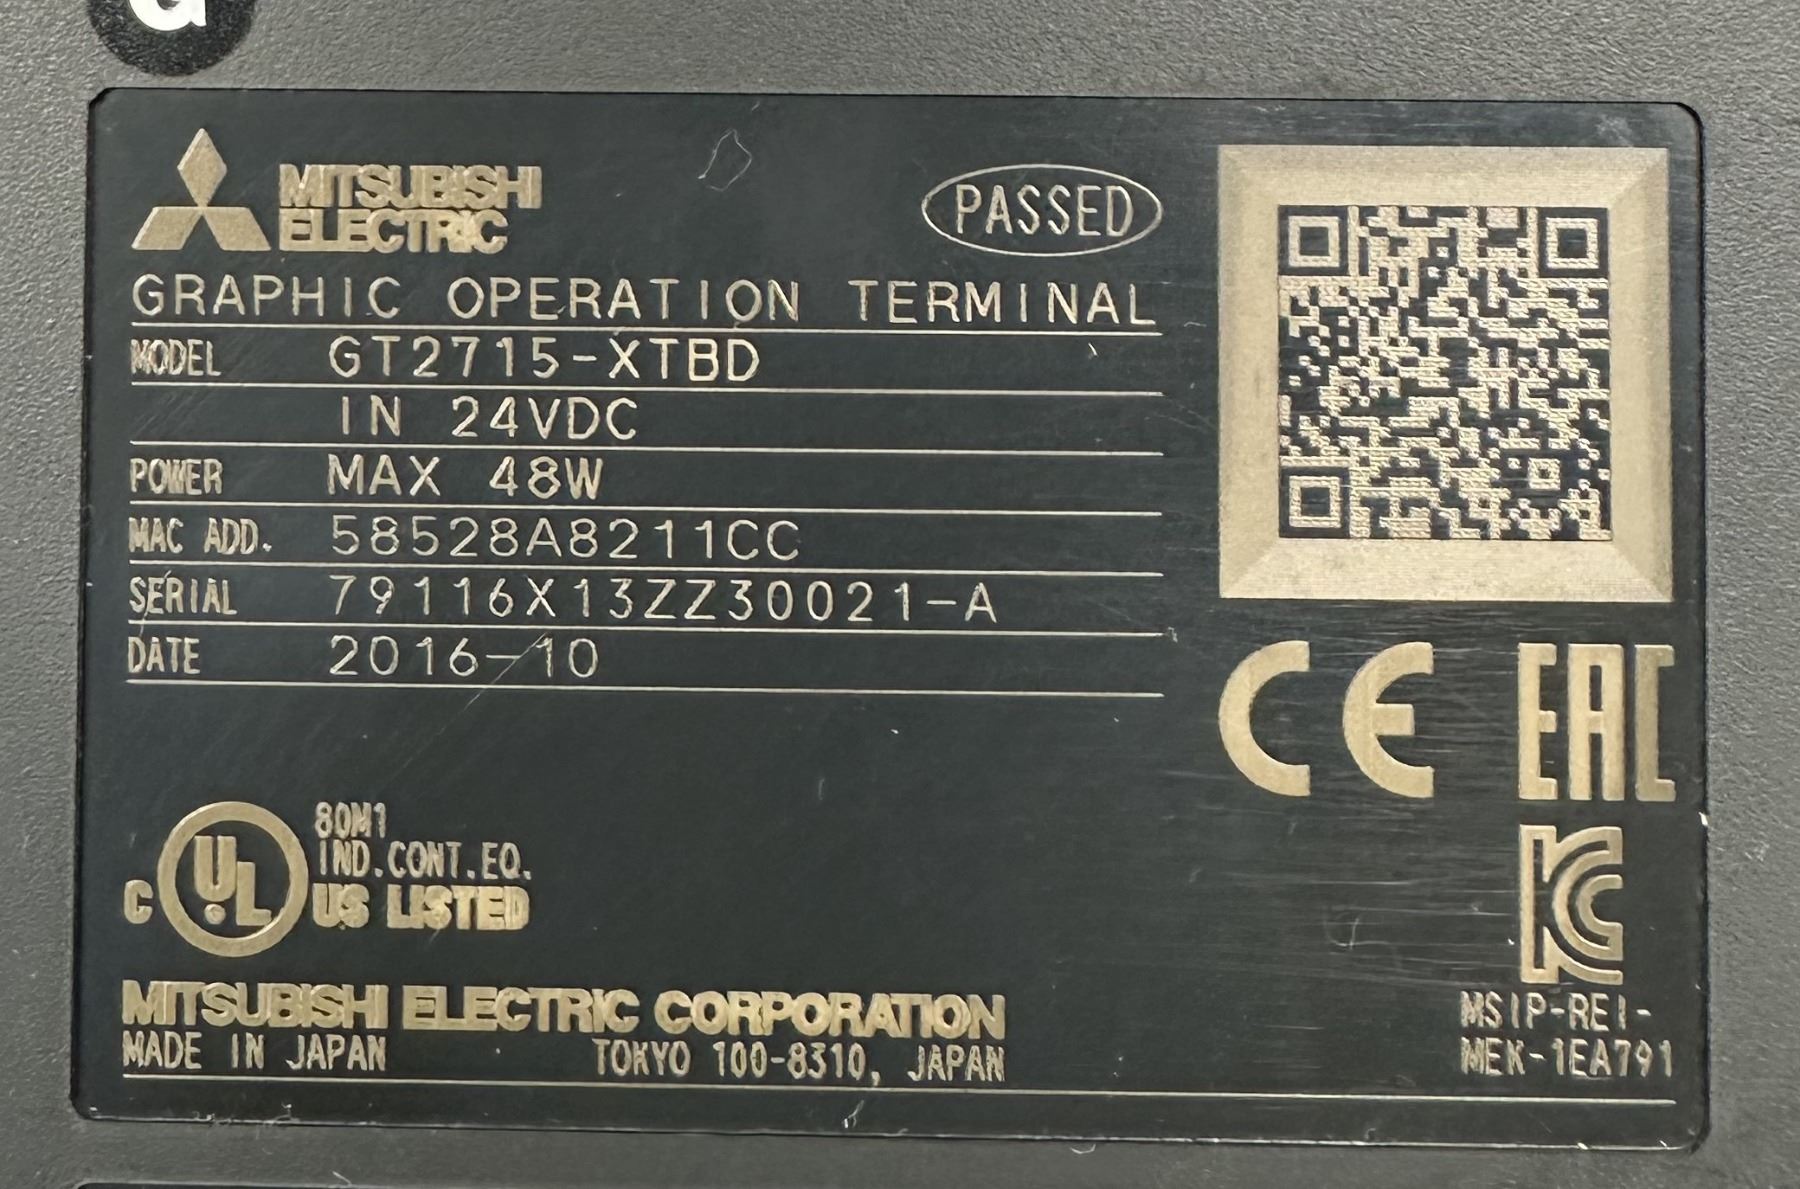 G
MITSUBISHI
ELECTRIC
PASSED
GRAPHIC OPERATION TERMINAL
MODEL GT2715-XTBD
IN 24VDC
POWER MAX 48W
MAC ADD. 58528A8211CC
SERIAL 79116X13ZZ30021-A
DATE 2016-10
CE EAC
80M1
IND.CONT.EQ.
C UL US LISTED
KC
MITSUBISHI ELECTRIC CORPORATION
MADE IN JAPAN TOKYO 100-8310, JAPAN
MSIP-REI-
MEK-1EA791